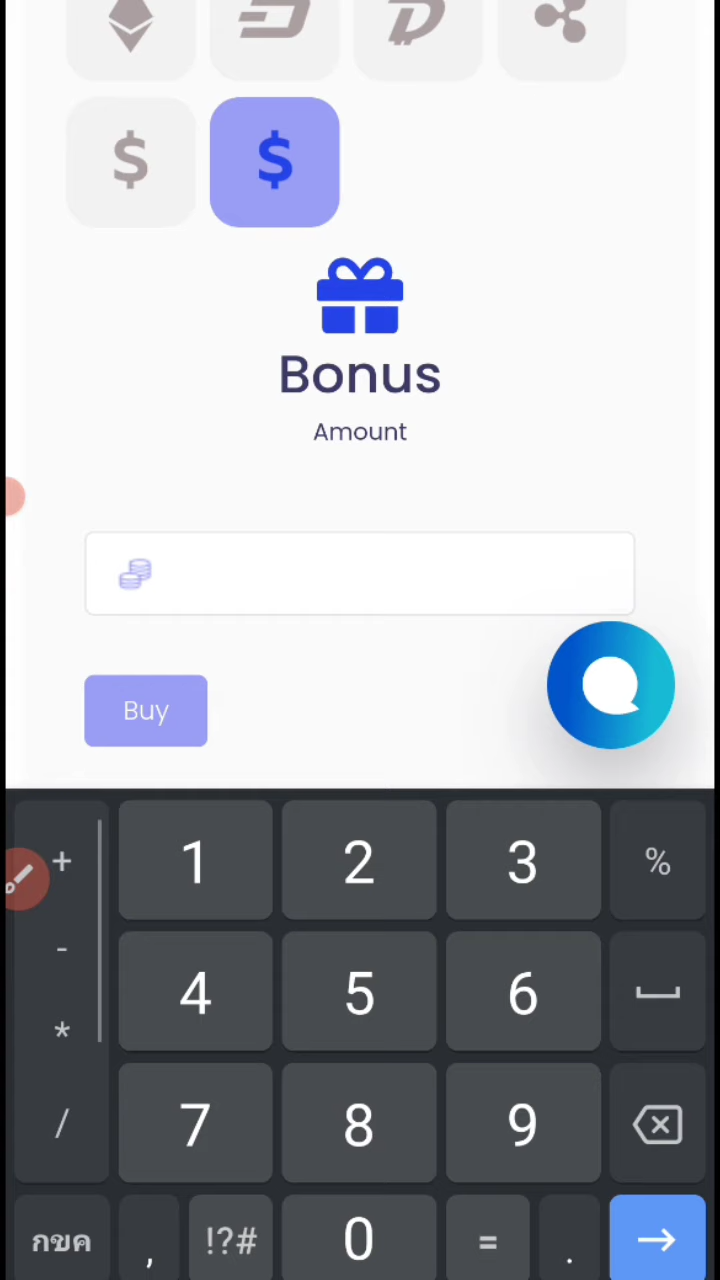 $ $
Bonus
Amount
Buy
+ 1 2 3 %
- 4 5 6
*
/ 7 8 9
กขค , !?# 0 = .